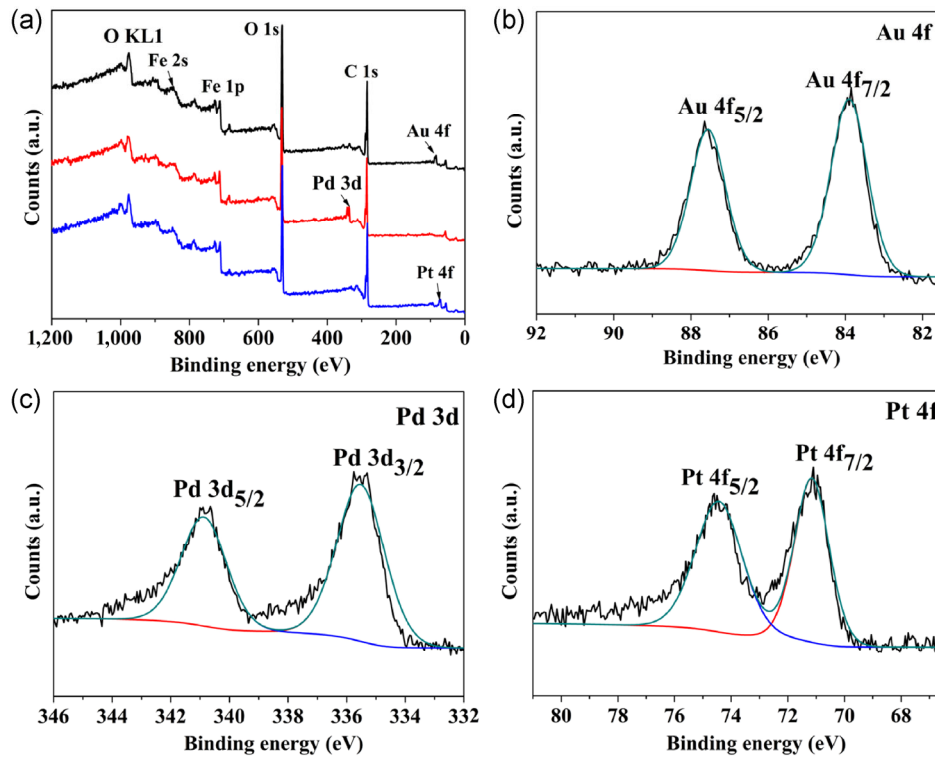 (a)
O KL1
Fe 2s
Fe 1p
O 1s
C 1s
Au 4f
Pd 3d
Pt 4f
Counts (a.u.)
1,200 1,000 800 600 400 200 0
Binding energy (eV)
(b)
Au 4f
Au 4f5/2
Au 4f7/2
Counts (a.u.)
92 90 88 86 84 82
Binding energy (eV)
(c)
Pd 3d
Pd 3d5/2
Pd 3d3/2
Counts (a.u.)
346 344 342 340 338 336 334 332
Binding energy (eV)
(d)
Pt 4f
Pt 4f5/2
Pt 4f7/2
Counts (a.u.)
80 78 76 74 72 70 68
Binding energy (eV)